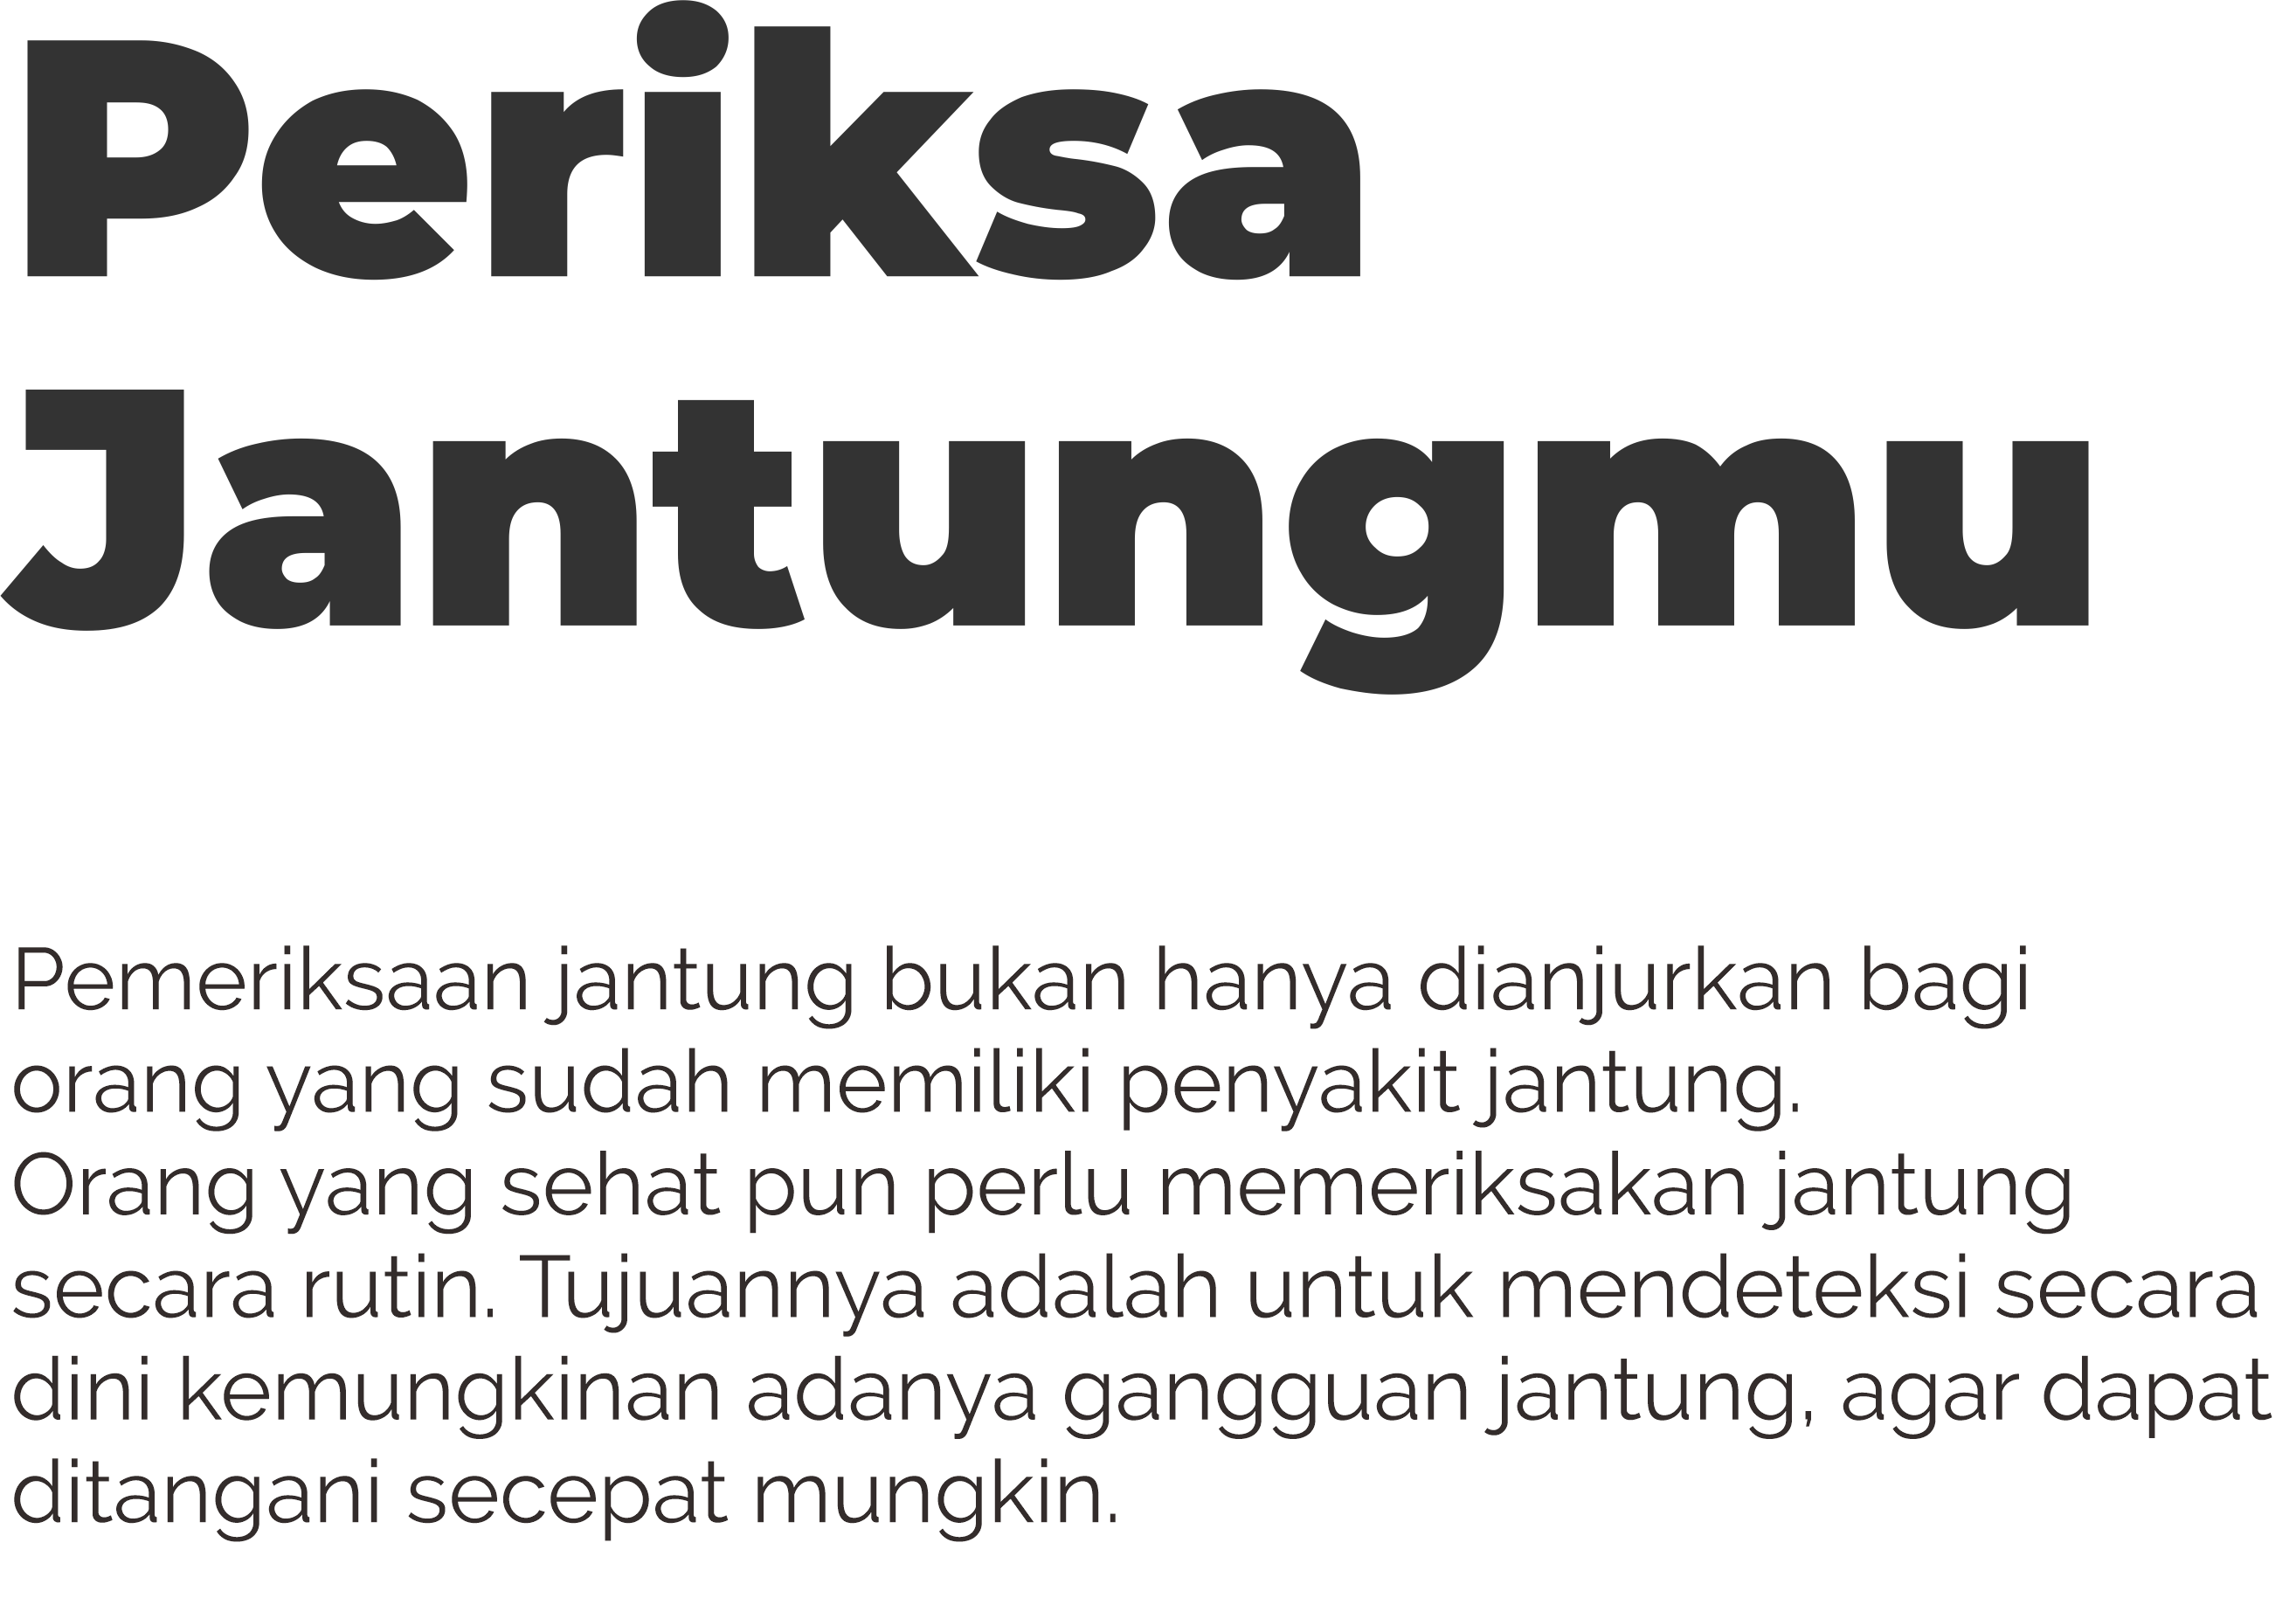 Periksa
Jantungmu
Pemeriksaan jantung bukan hanya dianjurkan bagi
orang yang sudah memiliki penyakit jantung.
Orang yang sehat pun perlu memeriksakan jantung
secara rutin. Tujuannya adalah untuk mendeteksi secara
dini kemungkinan adanya gangguan jantung, agar dapat
ditangani secepat mungkin.